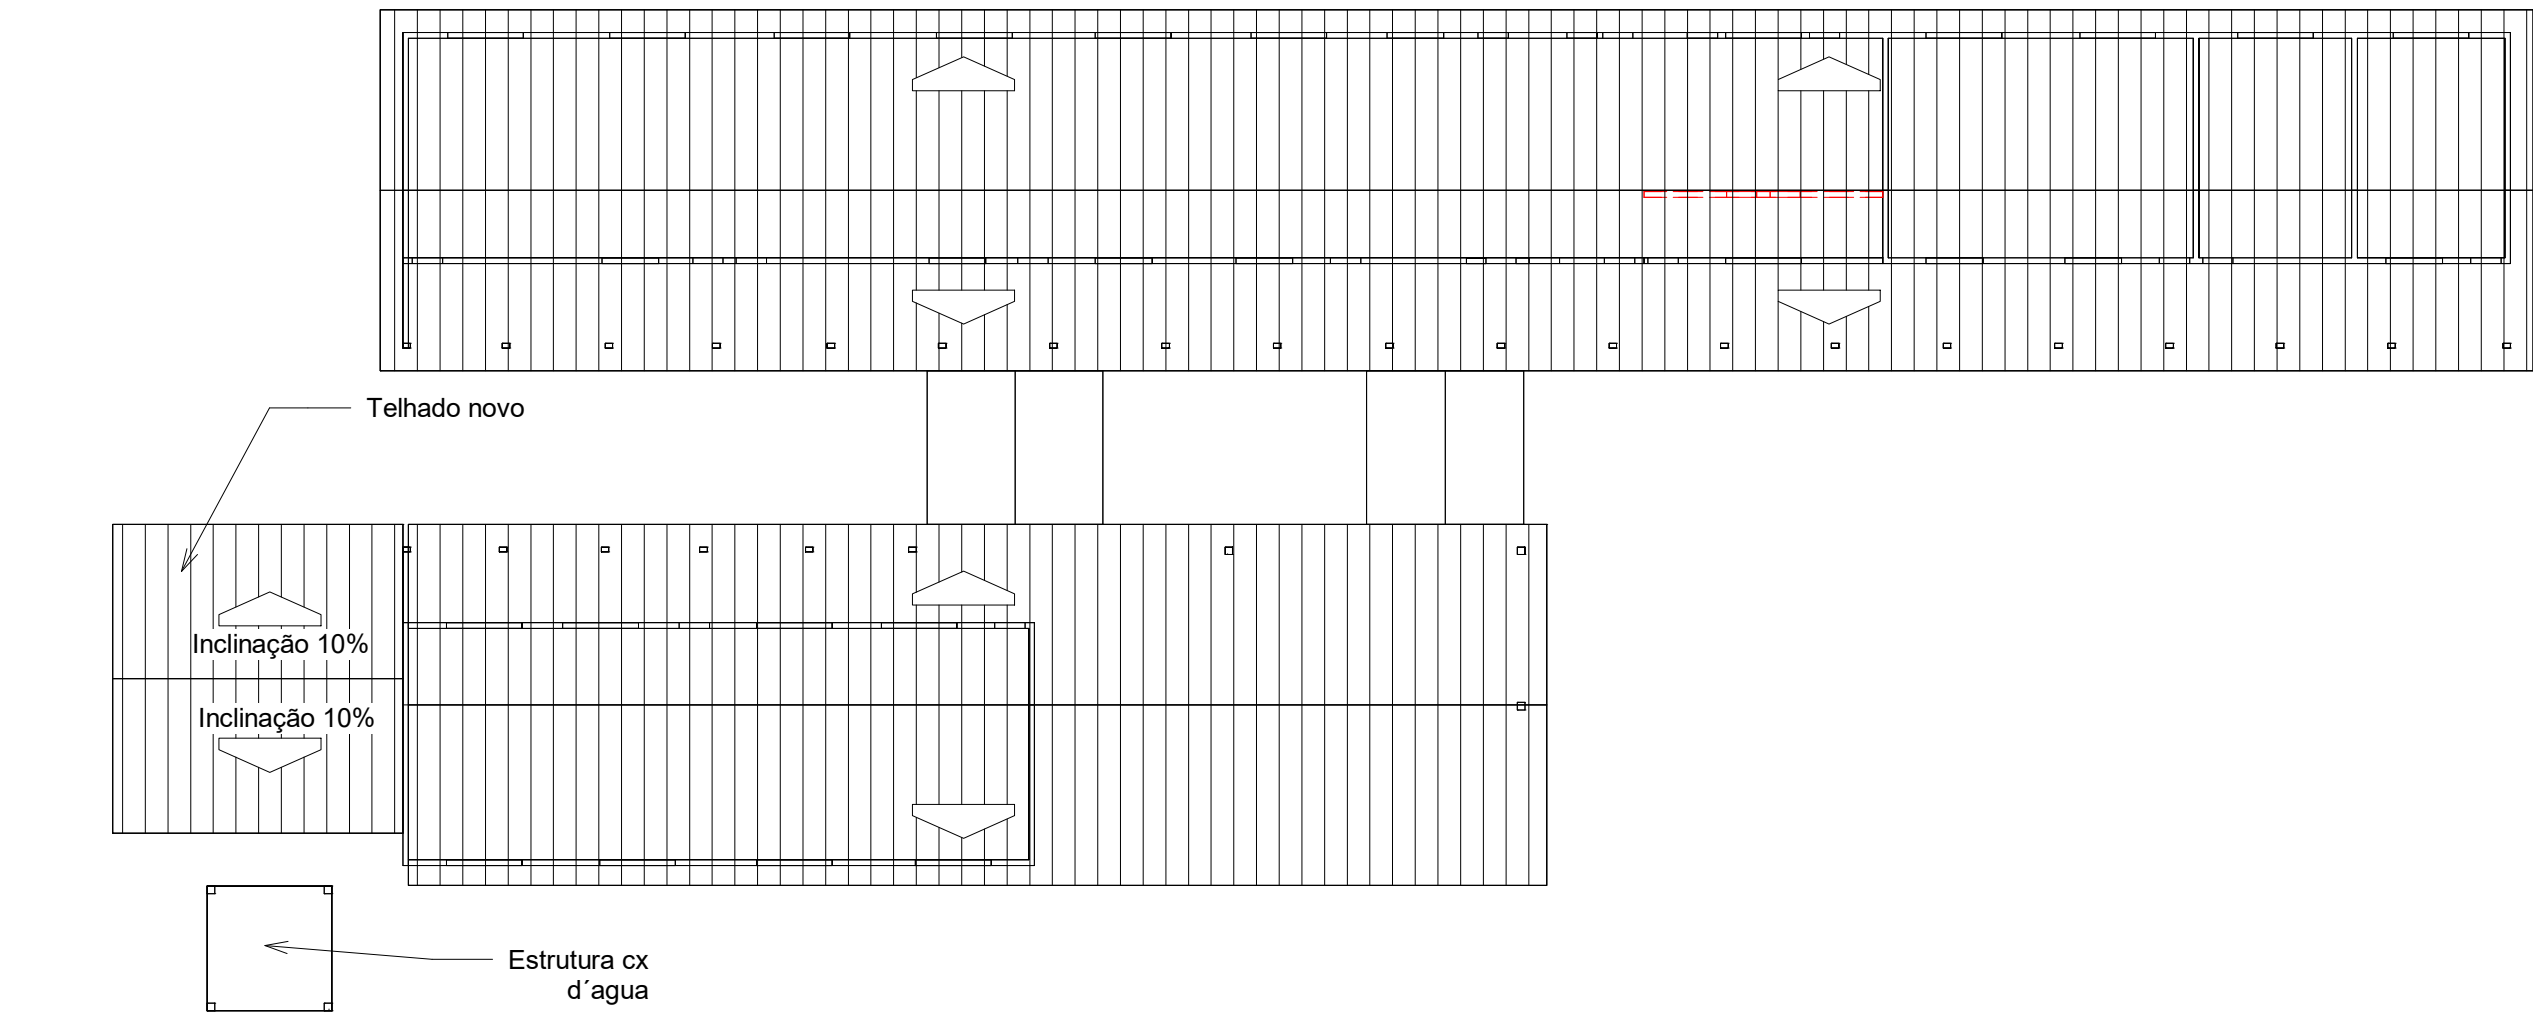 Telhado novo
Inclinação 10%
Inclinação 10%
Estrutura cx
d´agua